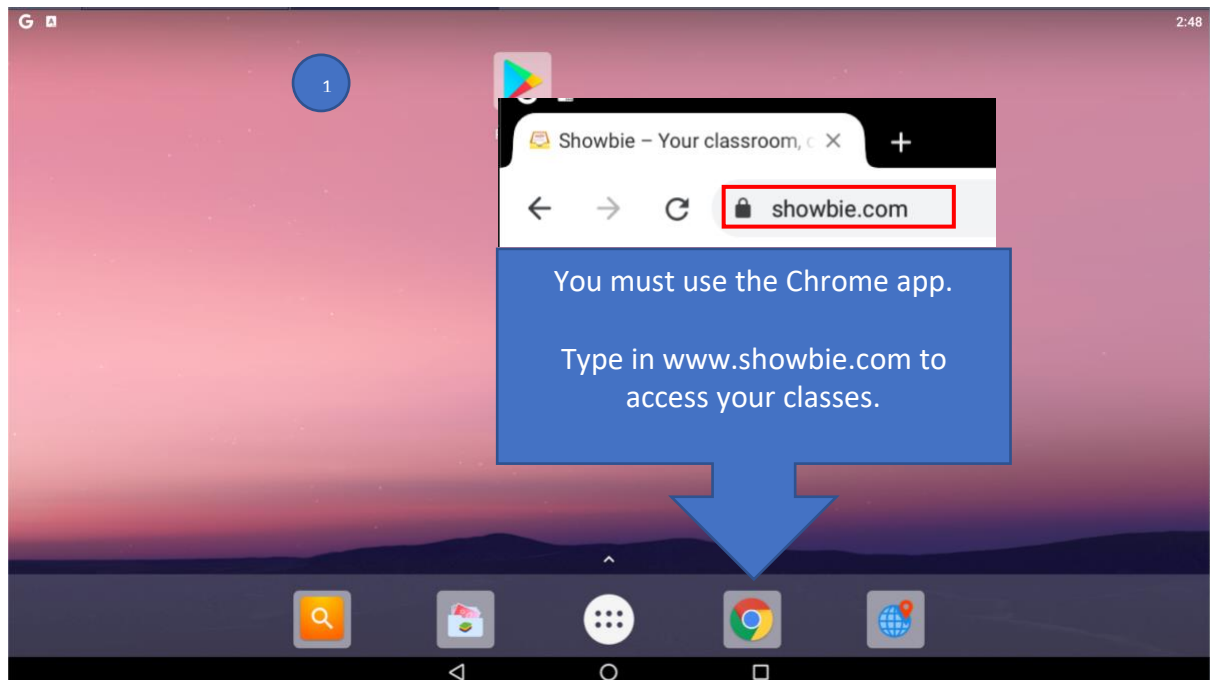 G A
2:48
1
Showbie – Your classroom, c
showbie.com
You must use the Chrome app.
Type in www.showbie.com to
access your classes.